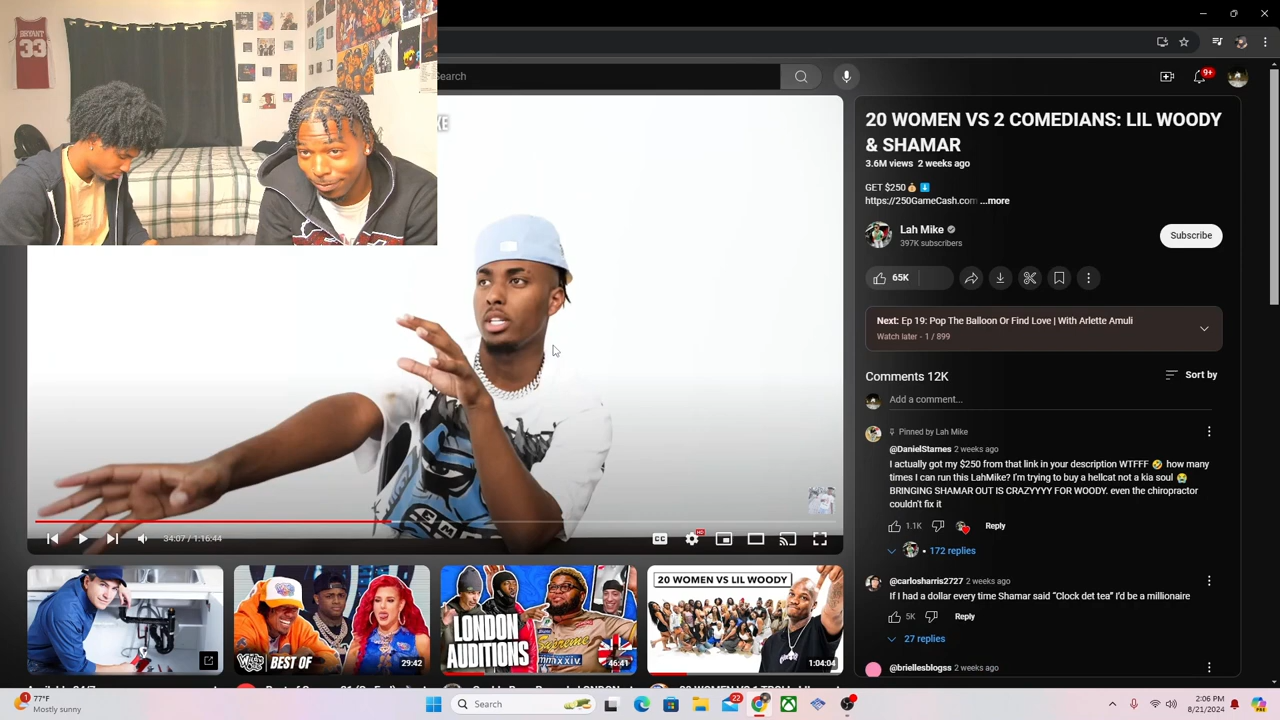 BRYANT
33
Search
KE
9+
20 WOMEN VS 2 COMEDIANS: LIL WOODY
& SHAMAR
3.6M views 2 weeks ago
GET $250💰⬇️
https://250GameCash.com ...more
Lah Mike
397K subscribers
Subscribe
65K
Next: Ep 19: Pop The Balloon Or Find Love | With Arlette Amuli
Watch later - 1 / 899
Comments 12K
Sort by
Add a comment...
Pinned by Lah Mike
@DanielStarnes 2 weeks ago
I actually got my $250 from that link in your description WTFFF 🤣 how many
times I can run this LahMike? I'm trying to buy a hellcat not a kia soul 😭
BRINGING SHAMAR OUT IS CRAZYYYY FOR WOODY. even the chiropractor
couldn't fix it
1.1K
Reply
172 replies
@carlosharris2727 2 weeks ago
If I had a dollar every time Shamar said “Clock det tea” I'd be a millionaire
5K
Reply
27 replies
@briellesblogss 2 weeks ago
34:07 / 1:16:44
CC
HD
BEST OF
29:42
LONDON
AUDITIONS
46:41
20 WOMEN VS LIL WOODY
1:04:04
1
77°F
Mostly sunny
Search
22
2:06 PM
8/21/2024